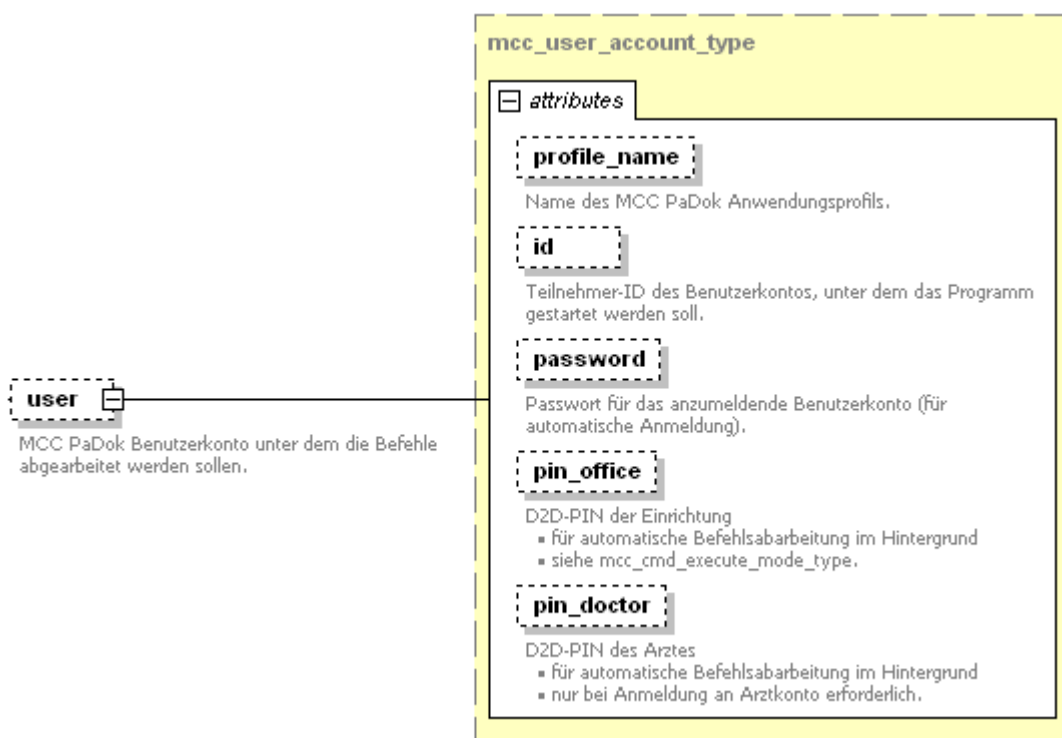 mcc_user_account_type
attributes
profile_name
Name des MCC PaDok Anwendungsprofils.
id
Teilnehmer-ID des Benutzerkontos, unter dem das Programm
gestartet werden soll.
password
Passwort für das anzumeldende Benutzerkonto (für
automatische Anmeldung).
pin_office
D2D-PIN der Einrichtung
▪ für automatische Befehlsabarbeitung im Hintergrund
▪ siehe mcc_cmd_execute_mode_type.
pin_doctor
D2D-PIN des Arztes
▪ für automatische Befehlsabarbeitung im Hintergrund
▪ nur bei Anmeldung an Arztkonto erforderlich.
user
MCC PaDok Benutzerkonto unter dem die Befehle
abgearbeitet werden sollen.